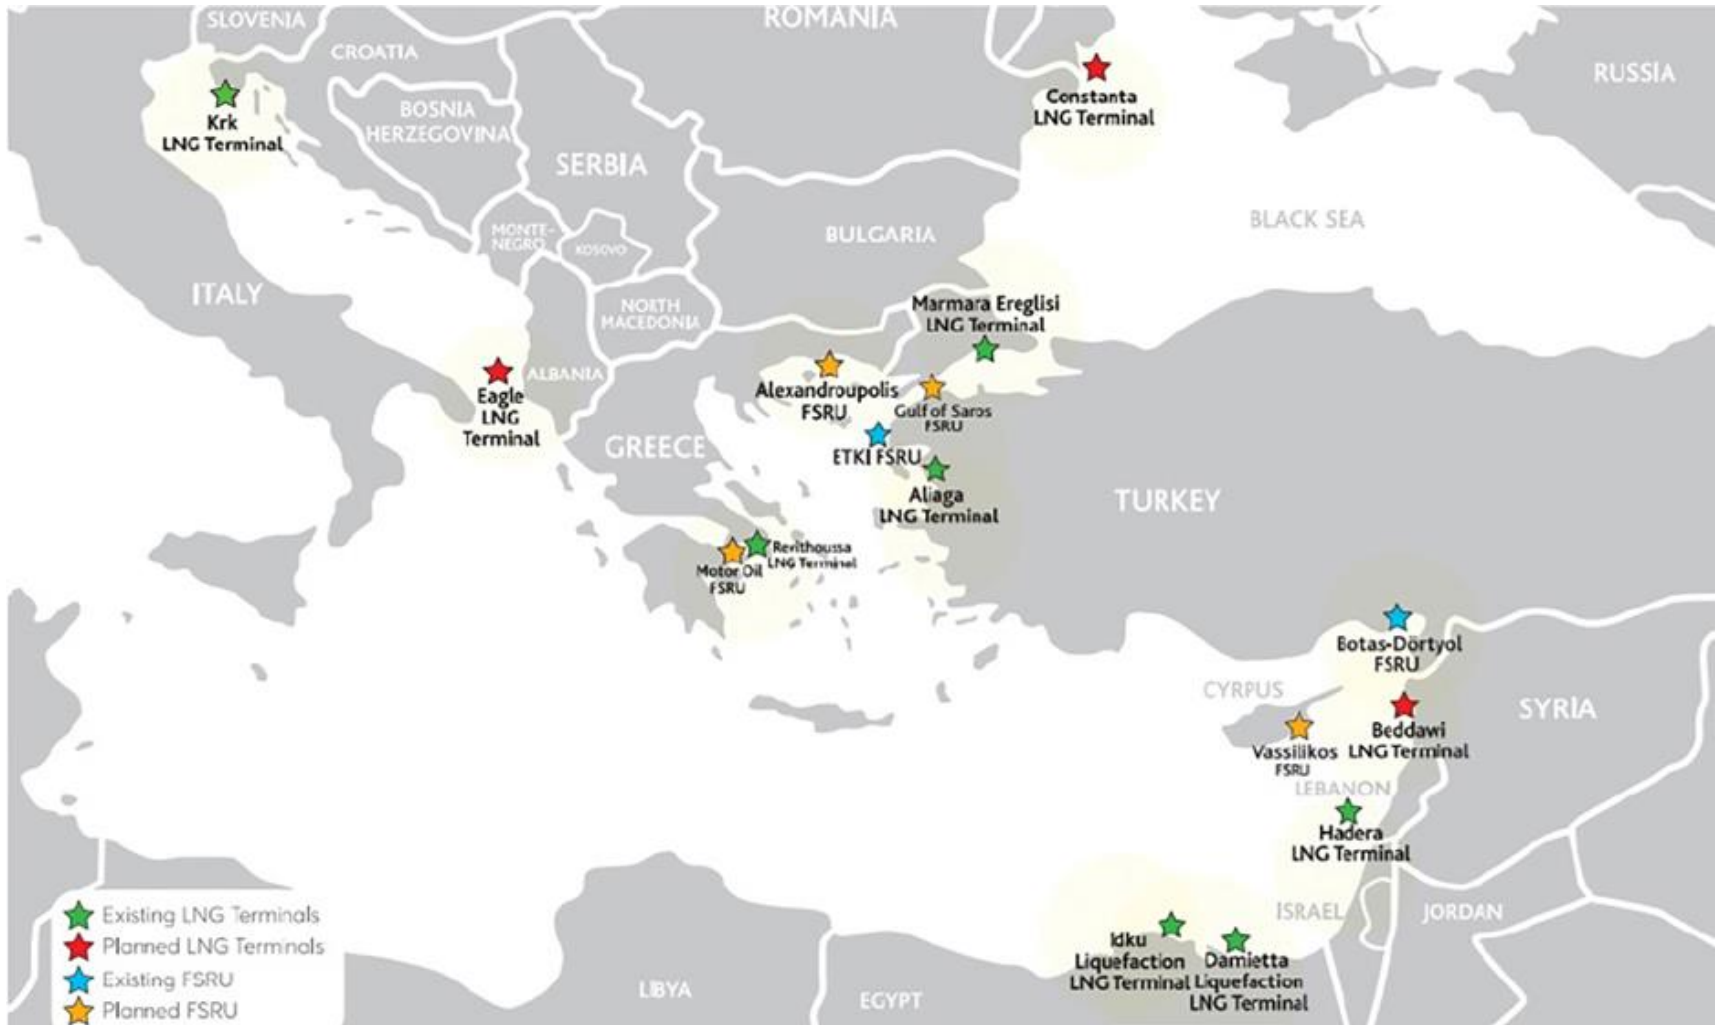 SLOVENIA
ROMANIA
CROATIA
RUSSIA
Krk
LNG Terminal
BOSNIA
HERZEGOVINA
Constanta
LNG Terminal
SERBIA
MONTE-
NEGRO
KOSOVO
BULGARIA
BLACK SEA
ITALY
NORTH
MACEDONIA
Marmara Ereglisi
LNG Terminal
ALBANIA
Eagle
LNG
Terminal
Alexandroupolis
FSRU
Gulf of Saros
FSRU
GREECE
ETKI FSRU
Aliaga
LNG Terminal
TURKEY
Revithoussa
LNG Terminal
Motor Oil
FSRU
Botas-Dörtyol
FSRU
CYRPUS
SYRIA
Vassilikos
FSRU
Beddawi
LNG Terminal
LEBANON
Hadera
LNG Terminal
ISRAEL
JORDAN
Idku
Liquefaction
LNG Terminal
Damietta
Liquefaction
LNG Terminal
LIBYA
EGYPT
Existing LNG Terminals
Planned LNG Terminals
Existing FSRU
Planned FSRU